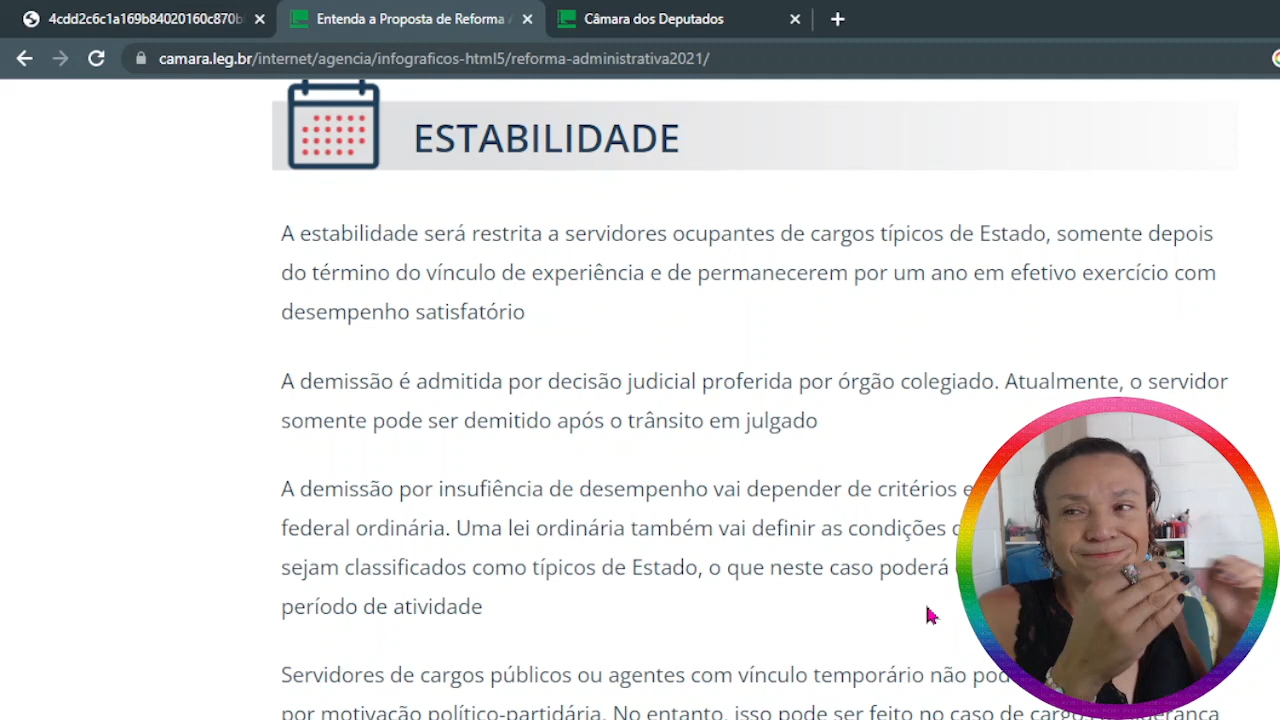 4cdd2c6c1a169b84020160c870b
Entenda a Proposta de Reforma
Câmara dos Deputados
camara.leg.br/internet/agencia/infograficos-html5/reforma-administrativa2021/
ESTABILIDADE
A estabilidade será restrita a servidores ocupantes de cargos típicos de Estado, somente depois
do término do vínculo de experiência e de permanecerem por um ano em efetivo exercício com
desempenho satisfatório
A demissão é admitida por decisão judicial proferida por órgão colegiado. Atualmente, o servidor
somente pode ser demitido após o trânsito em julgado
A demissão por insufiência de desempenho vai depender de critérios
federal ordinária. Uma lei ordinária também vai definir as condições
sejam classificados como típicos de Estado, o que neste caso poderá
período de atividade
Servidores de cargos públicos ou agentes com vínculo temporário não
por motivação político-partidária. No entanto, isso pode ser feito no caso de cargo